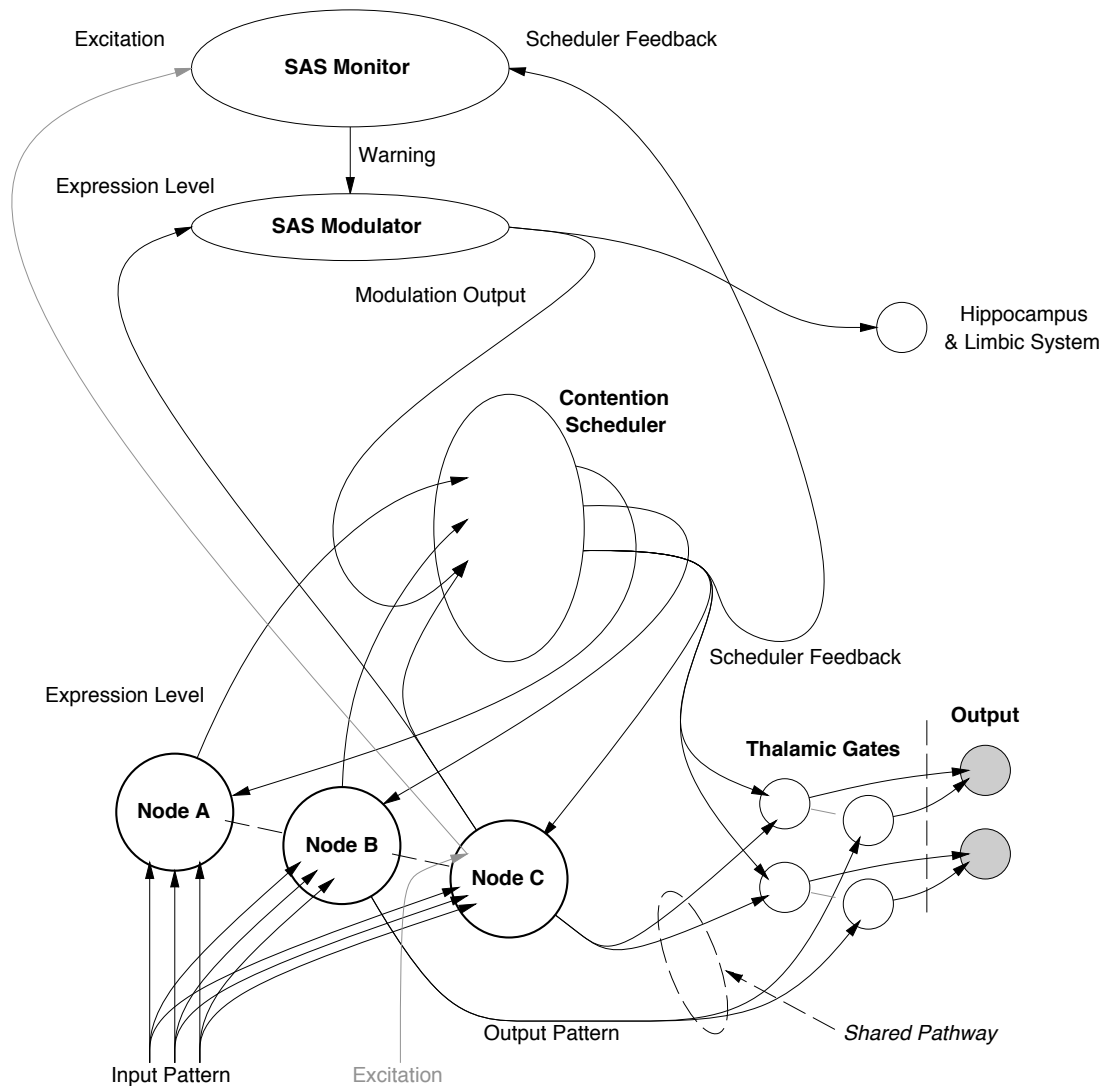 Excitation
Scheduler Feedback
SAS Monitor
Warning
Expression Level
SAS Modulator
Modulation Output
Hippocampus
& Limbic System
Contention
Scheduler
Scheduler Feedback
Expression Level
Output
Thalamic Gates
Node A
Node B
Node C
Output Pattern
Shared Pathway
Input Pattern
Excitation